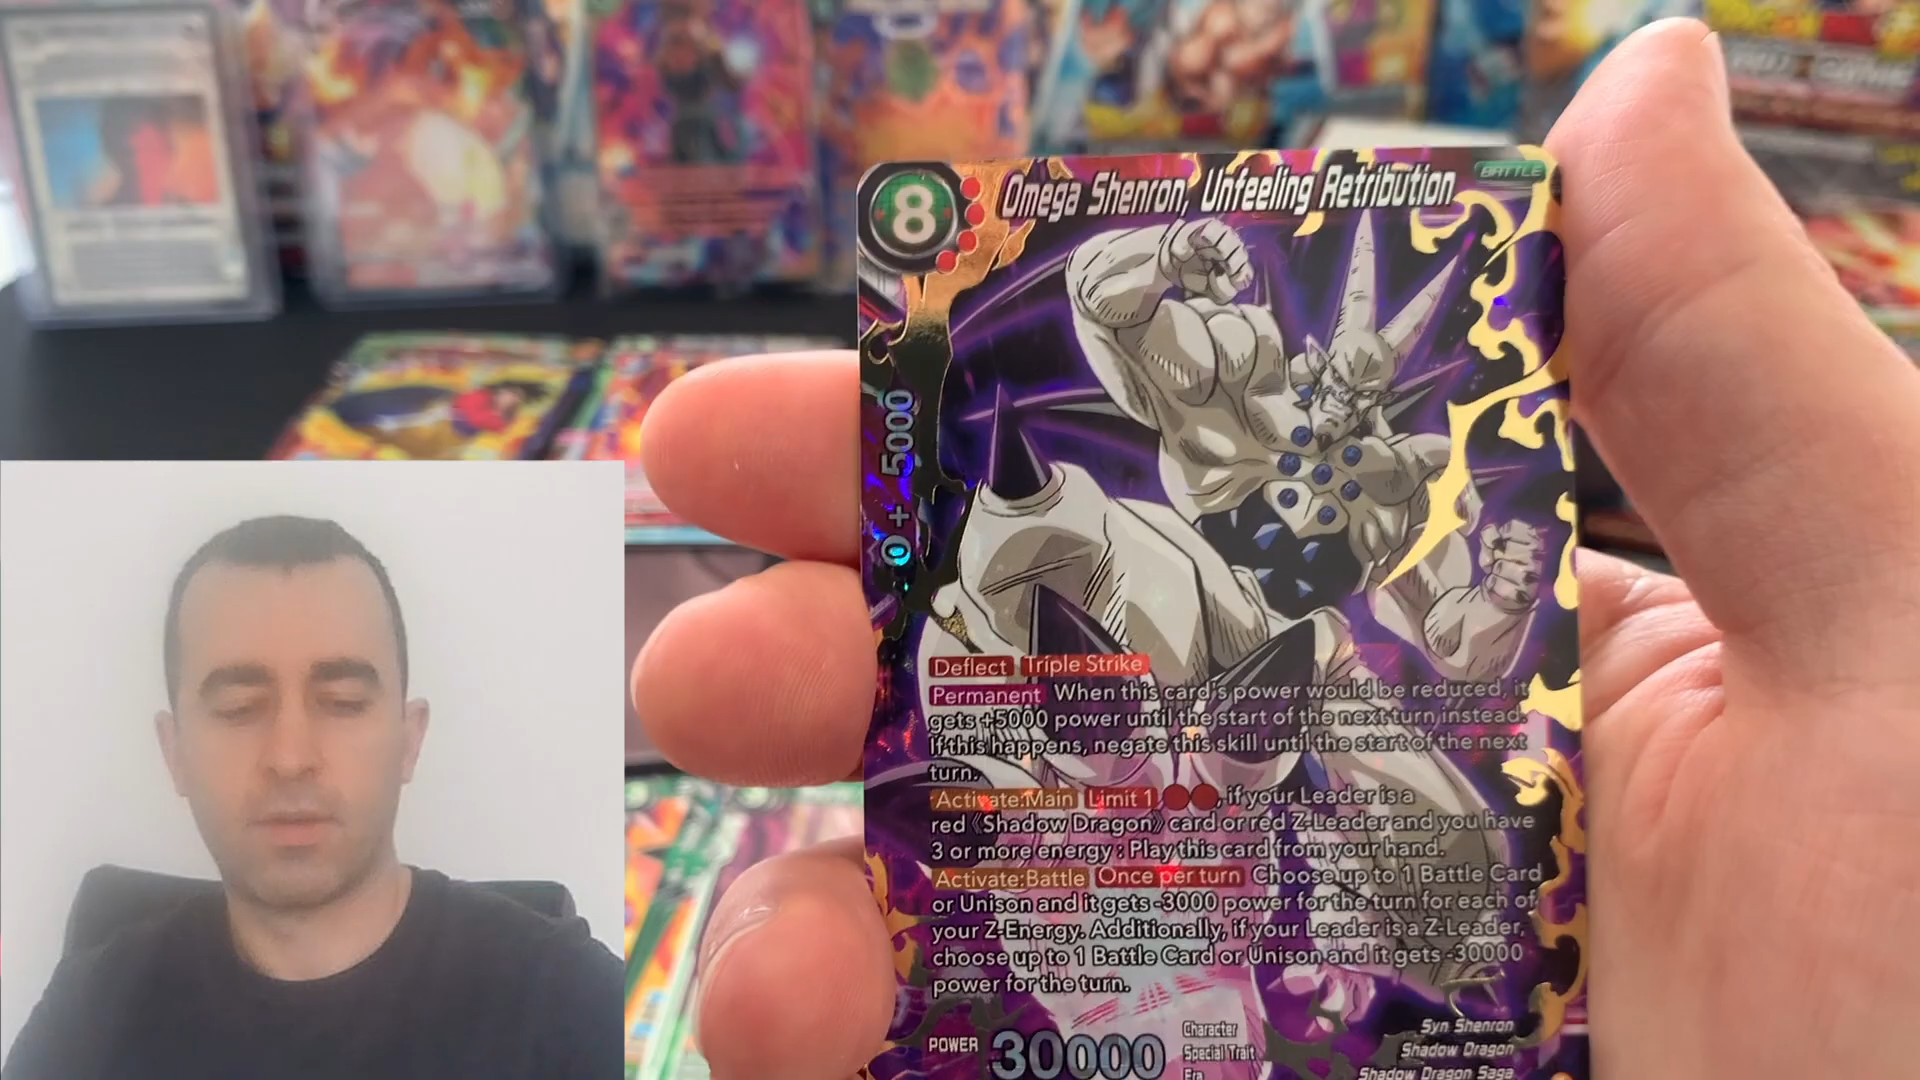 8
Omega Shenron, Unfeeling Retribution
BATTLE
0 + 5000
Deflect Triple Strike
Permanent When this card's power would be reduced, it
gets +5000 power until the start of the next turn instead.
If this happens, negate this skill until the start of the next
turn.
Activate:Main Limit 1 , if your Leader is a
red 《Shadow Dragon》 card or red Z-Leader and you have
3 or more energy : Play this card from your hand.
Activate:Battle Once per turn Choose up to 1 Battle Card
or Unison and it gets -3000 power for the turn for each of
your Z-Energy. Additionally, if your Leader is a Z-Leader,
choose up to 1 Battle Card or Unison and it gets -30000
power for the turn.
POWER 30000
Character Syn Shenron
Special Trait Shadow Dragon
Era Shadow Dragon Saga